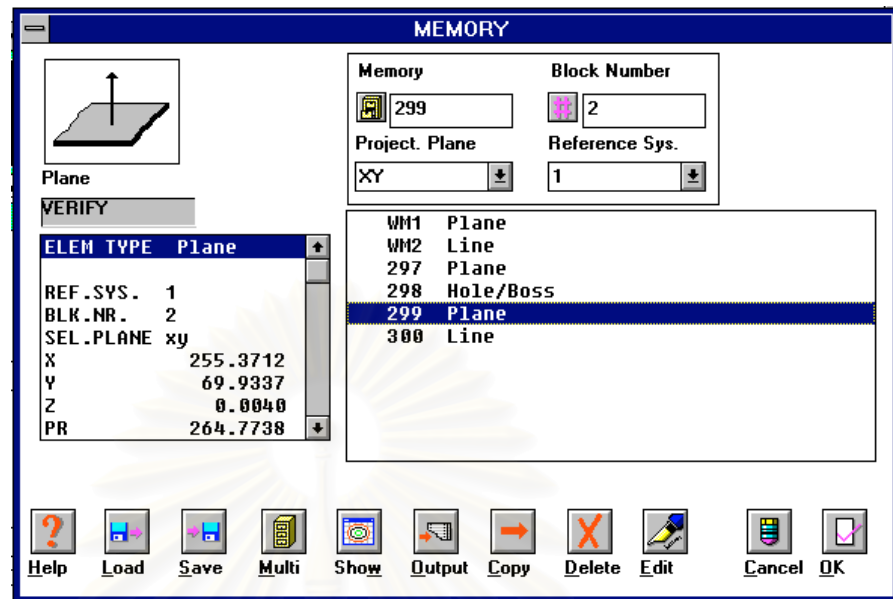 MEMORY
Plane
VERIFY
ELEM TYPE Plane
REF.SYS. 1
BLK.NR. 2
SEL.PLANE xy
X 255.3712
Y 69.9337
Z 0.0040
PR 264.7738
Memory
Block Number
299
2
Project. Plane
Reference Sys.
XY
1
WM1 Plane
WM2 Line
297 Plane
298 Hole/Boss
299 Plane
300 Line
Help Load Save Multi Show Output Copy Delete Edit Cancel OK